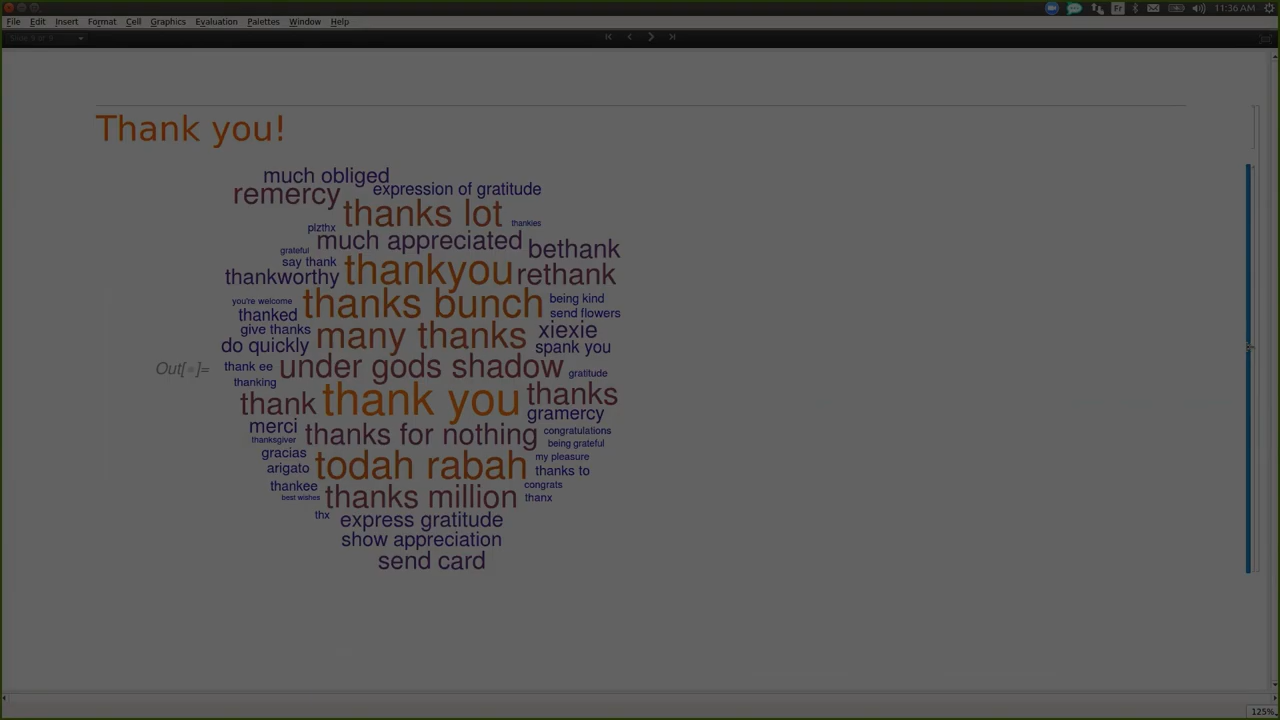 File Edit Insert Format Cell Graphics Evaluation Palettes Window Help
Fr 11:36 AM
Slide 9 of 9
Thank you!
much obliged
remercy expression of gratitude
thanks lot thankies
plzthx
much appreciated bethank
grateful
say thank
thankworthy thankyou rethank
you're welcome thanks bunch being kind
thanked send flowers
give thanks many thanks xiexie
do quickly spank you
Out[ ]= thank ee under gods shadow gratitude
thanking
thank thank you thanks
gramercy
merci thanks for nothing congratulations
thanksgiver being grateful
gracias my pleasure
arigato todah rabah thanks to
thankee congrats
best wishes thanks million thanx
thx express gratitude
show appreciation
send card
125%